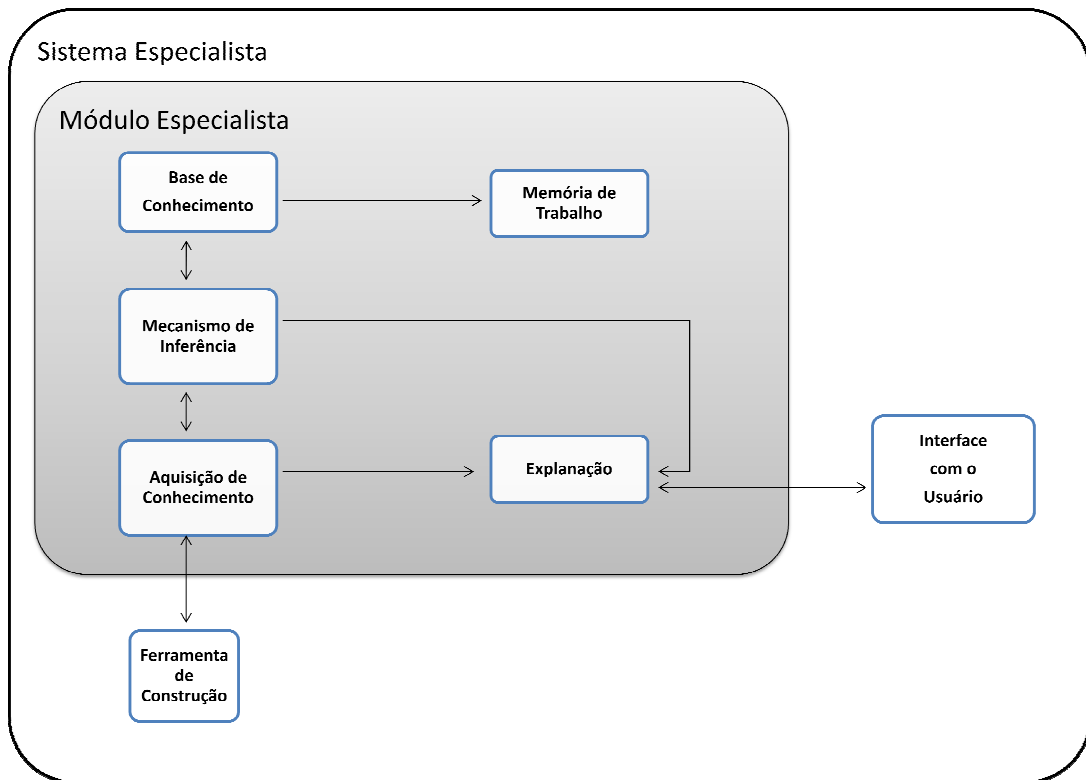 Sistema Especialista
Módulo Especialista
Base de
Conhecimento
Memória de
Trabalho
Mecanismo de
Inferência
Aquisição de
Conhecimento
Explanação
Interface
com o
Usuário
Ferramenta
de
Construção